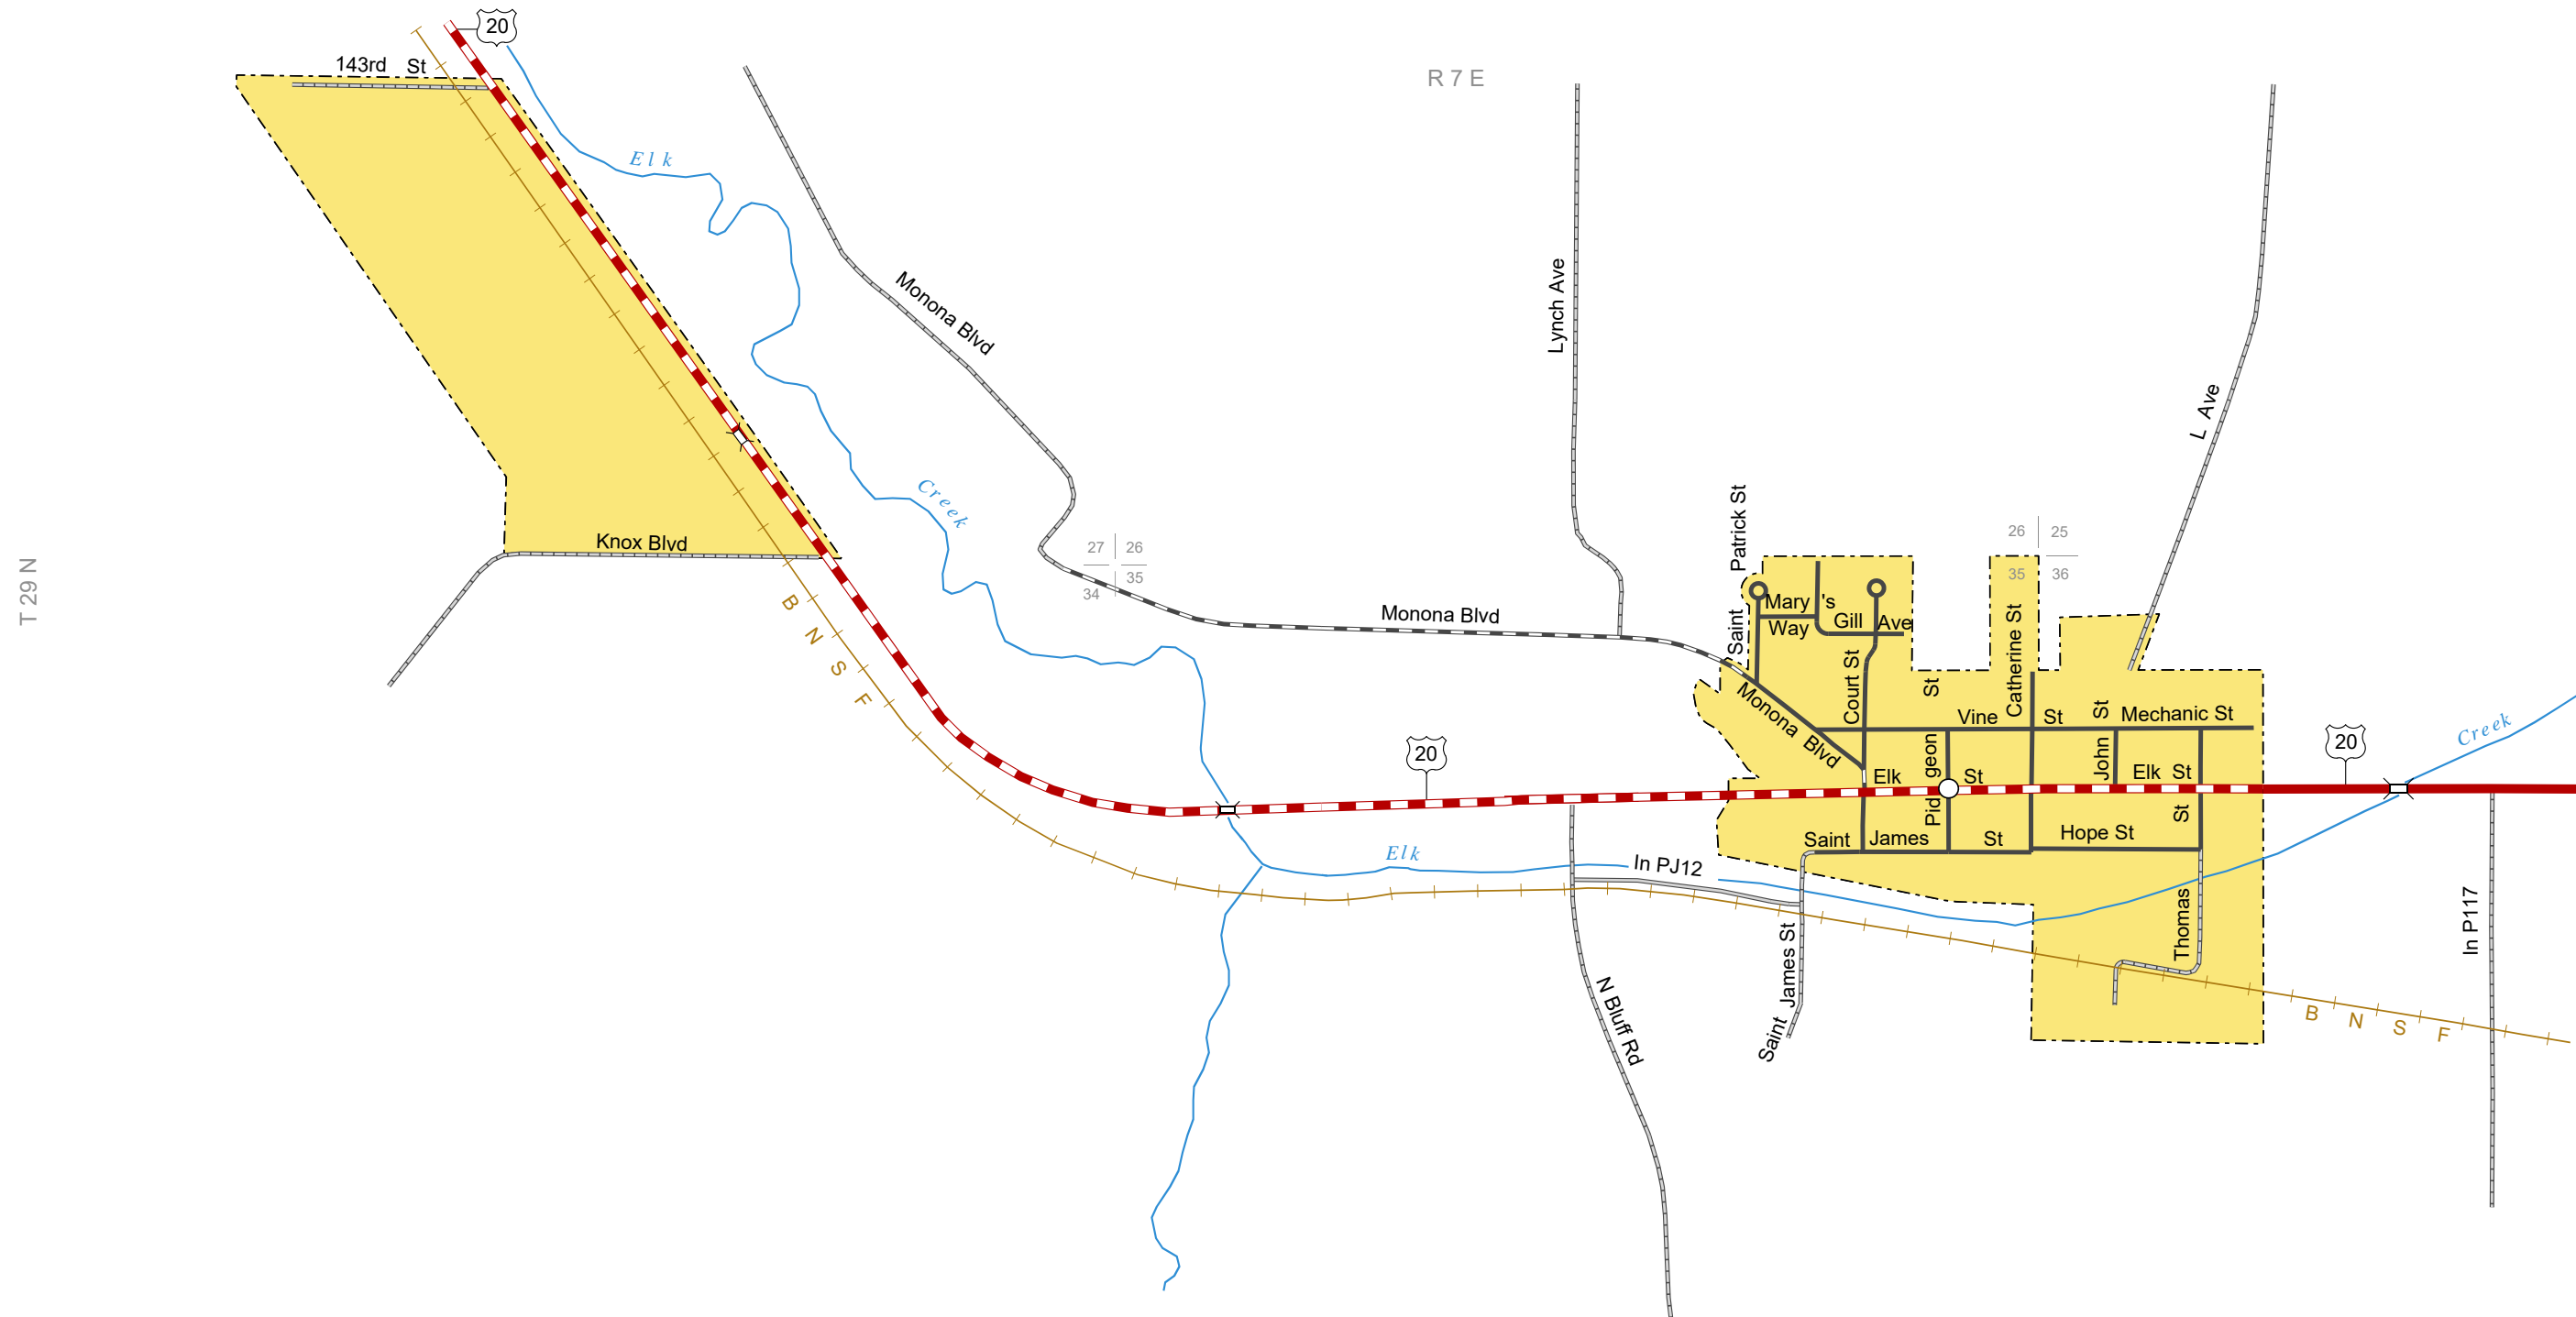 20
143rd St
R 7 E
Elk
Monona Blvd
Lynch Ave
L Ave
Creek
Knox Blvd
T 29 N
27 26
34 35
26 25
35 36
Saint Patrick St
Mary 's
Way
Gill Ave
Monona Blvd
B N S F
Court St
Catherine St
Monona Blvd
Vine St
Mechanic St
Pidgeon St
John St
20
20
Creek
Elk St
Elk St
Saint James St
Hope St
Elk
In PJ12
Thomas St
In P117
Saint James St
N Bluff Rd
B N S F